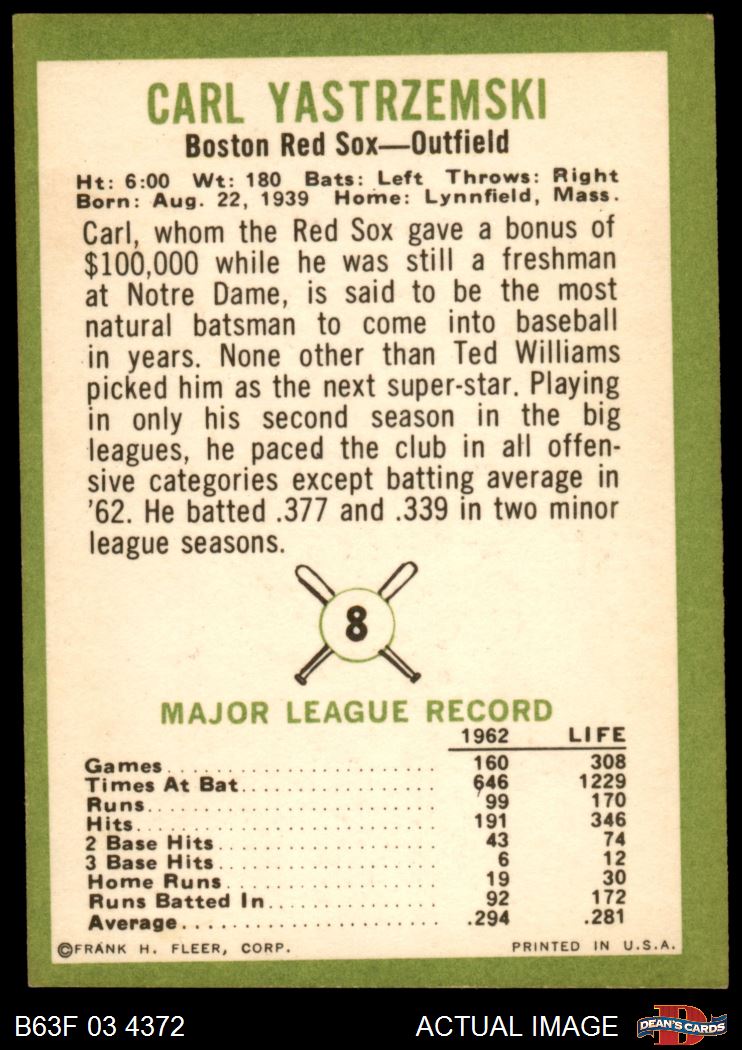 CARL YASTRZEMSKI
Boston Red Sox—Outfield
Ht: 6:00 Wt: 180 Bats: Left Throws: Right
Born: Aug. 22, 1939 Home: Lynnfield, Mass.
Carl, whom the Red Sox gave a bonus of
$100,000 while he was still a freshman
at Notre Dame, is said to be the most
natural batsman to come into baseball
in years. None other than Ted Williams
picked him as the next super-star. Playing
in only his second season in the big
leagues, he paced the club in all offen-
sive categories except batting average in
'62. He batted .377 and .339 in two minor
league seasons.
8
MAJOR LEAGUE RECORD
1962 LIFE
Games 160 308
Times At Bat 646 1229
Runs 99 170
Hits 191 346
2 Base Hits 43 74
3 Base Hits 6 12
Home Runs 19 30
Runs Batted In 92 172
Average .294 .281
©FRANK H. FLEER, CORP. PRINTED IN U.S.A.
B63F 03 4372 ACTUAL IMAGE D DEAN'S CARDS